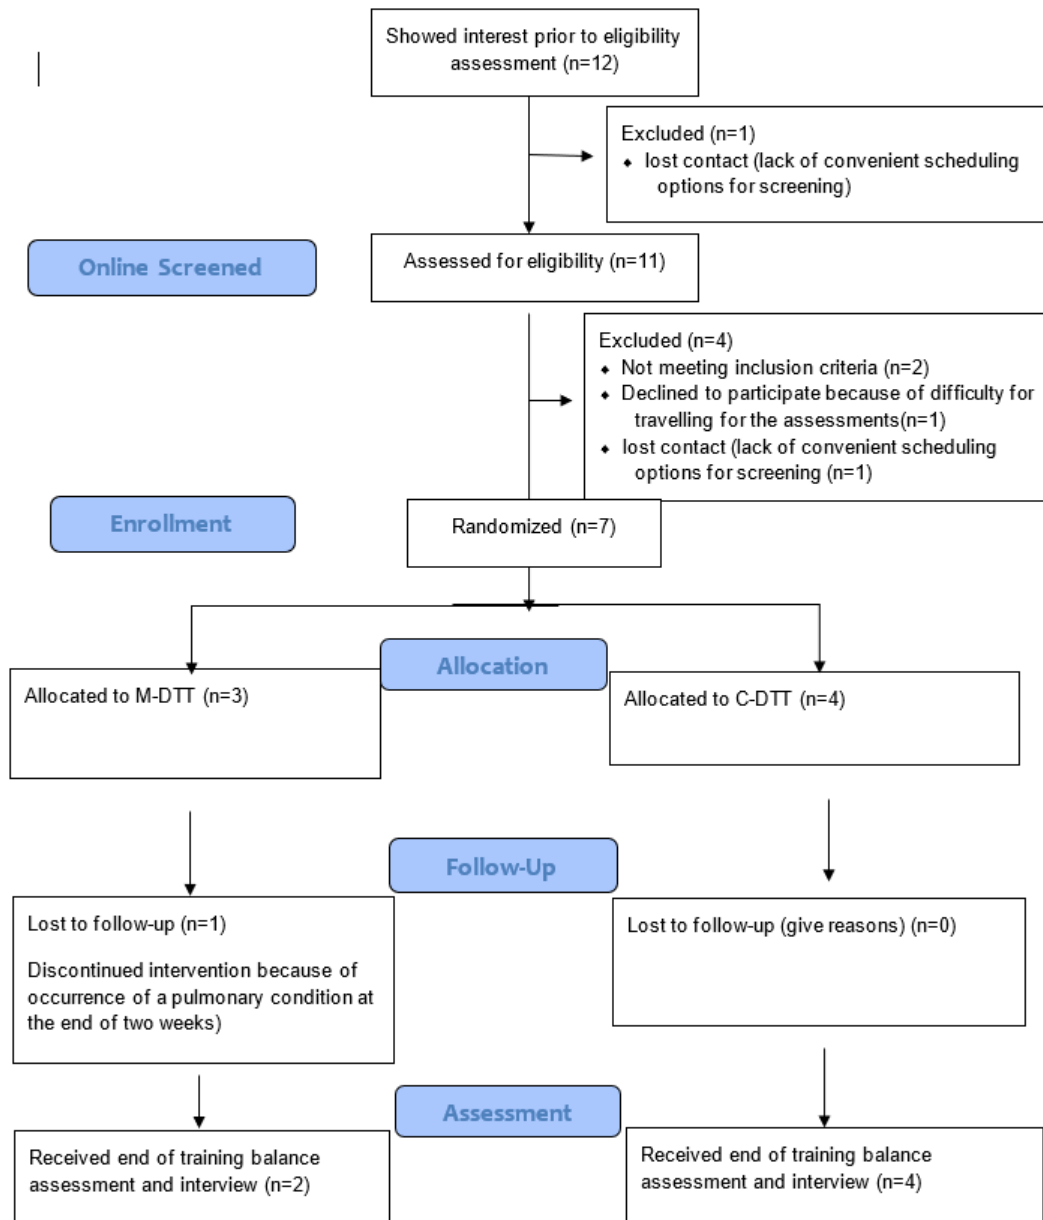 Showed interest prior to eligibility
assessment (n=12)
Excluded (n=1)
⬥ lost contact (lack of convenient scheduling
options for screening)
Online Screened
Assessed for eligibility (n=11)
Excluded (n=4)
⬥ Not meeting inclusion criteria (n=2)
⬥ Declined to participate because of difficulty for
travelling for the assessments(n=1)
⬥ lost contact (lack of convenient scheduling
options for screening (n=1)
Enrollment
Randomized (n=7)
Allocation
Allocated to M-DTT (n=3)
Allocated to C-DTT (n=4)
Follow-Up
Lost to follow-up (n=1)
Discontinued intervention because of
occurrence of a pulmonary condition at
the end of two weeks)
Lost to follow-up (give reasons) (n=0)
Assessment
Received end of training balance
assessment and interview (n=2)
Received end of training balance
assessment and interview (n=4)